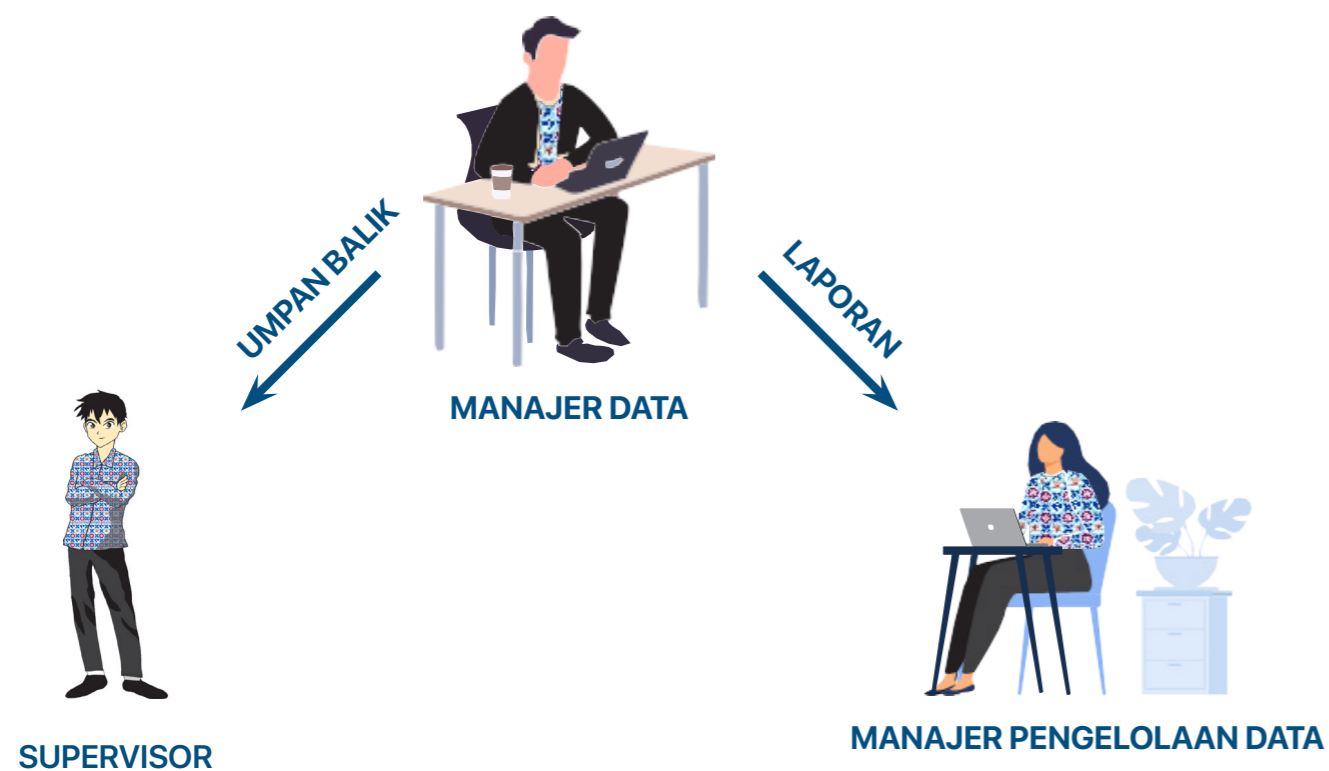 UMPAN BALIK
LAPORAN
MANAJER DATA
SUPERVISOR
MANAJER PENGELOLAAN DATA